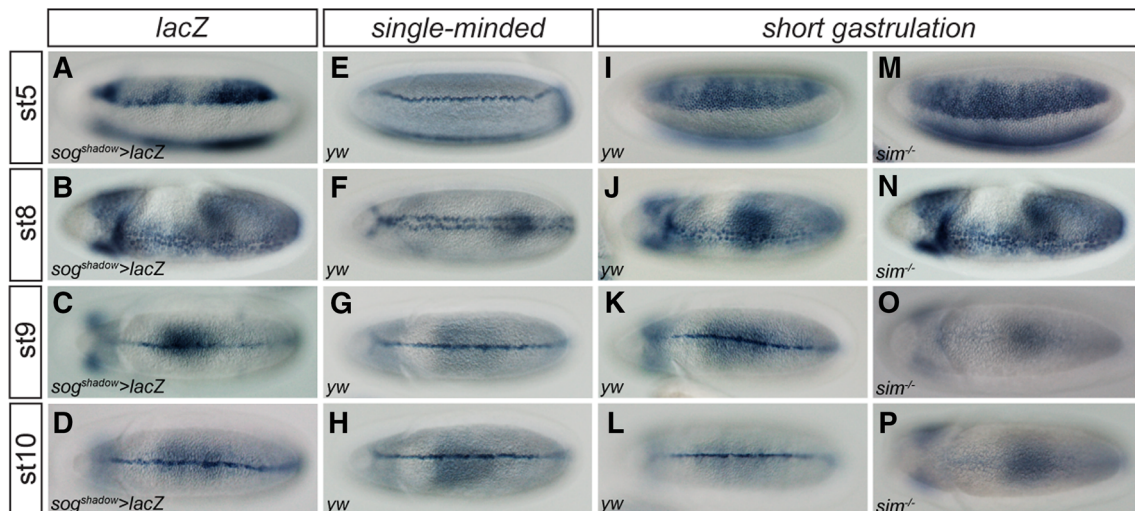 lacZ single-minded short gastrulation
st5
A E I M
sog^shadow>lacZ yw yw sim^-/-
st8
B F J N
sog^shadow>lacZ yw yw sim^-/-
st9
C G K O
sog^shadow>lacZ yw yw sim^-/-
st10
D H L P
sog^shadow>lacZ yw yw sim^-/-